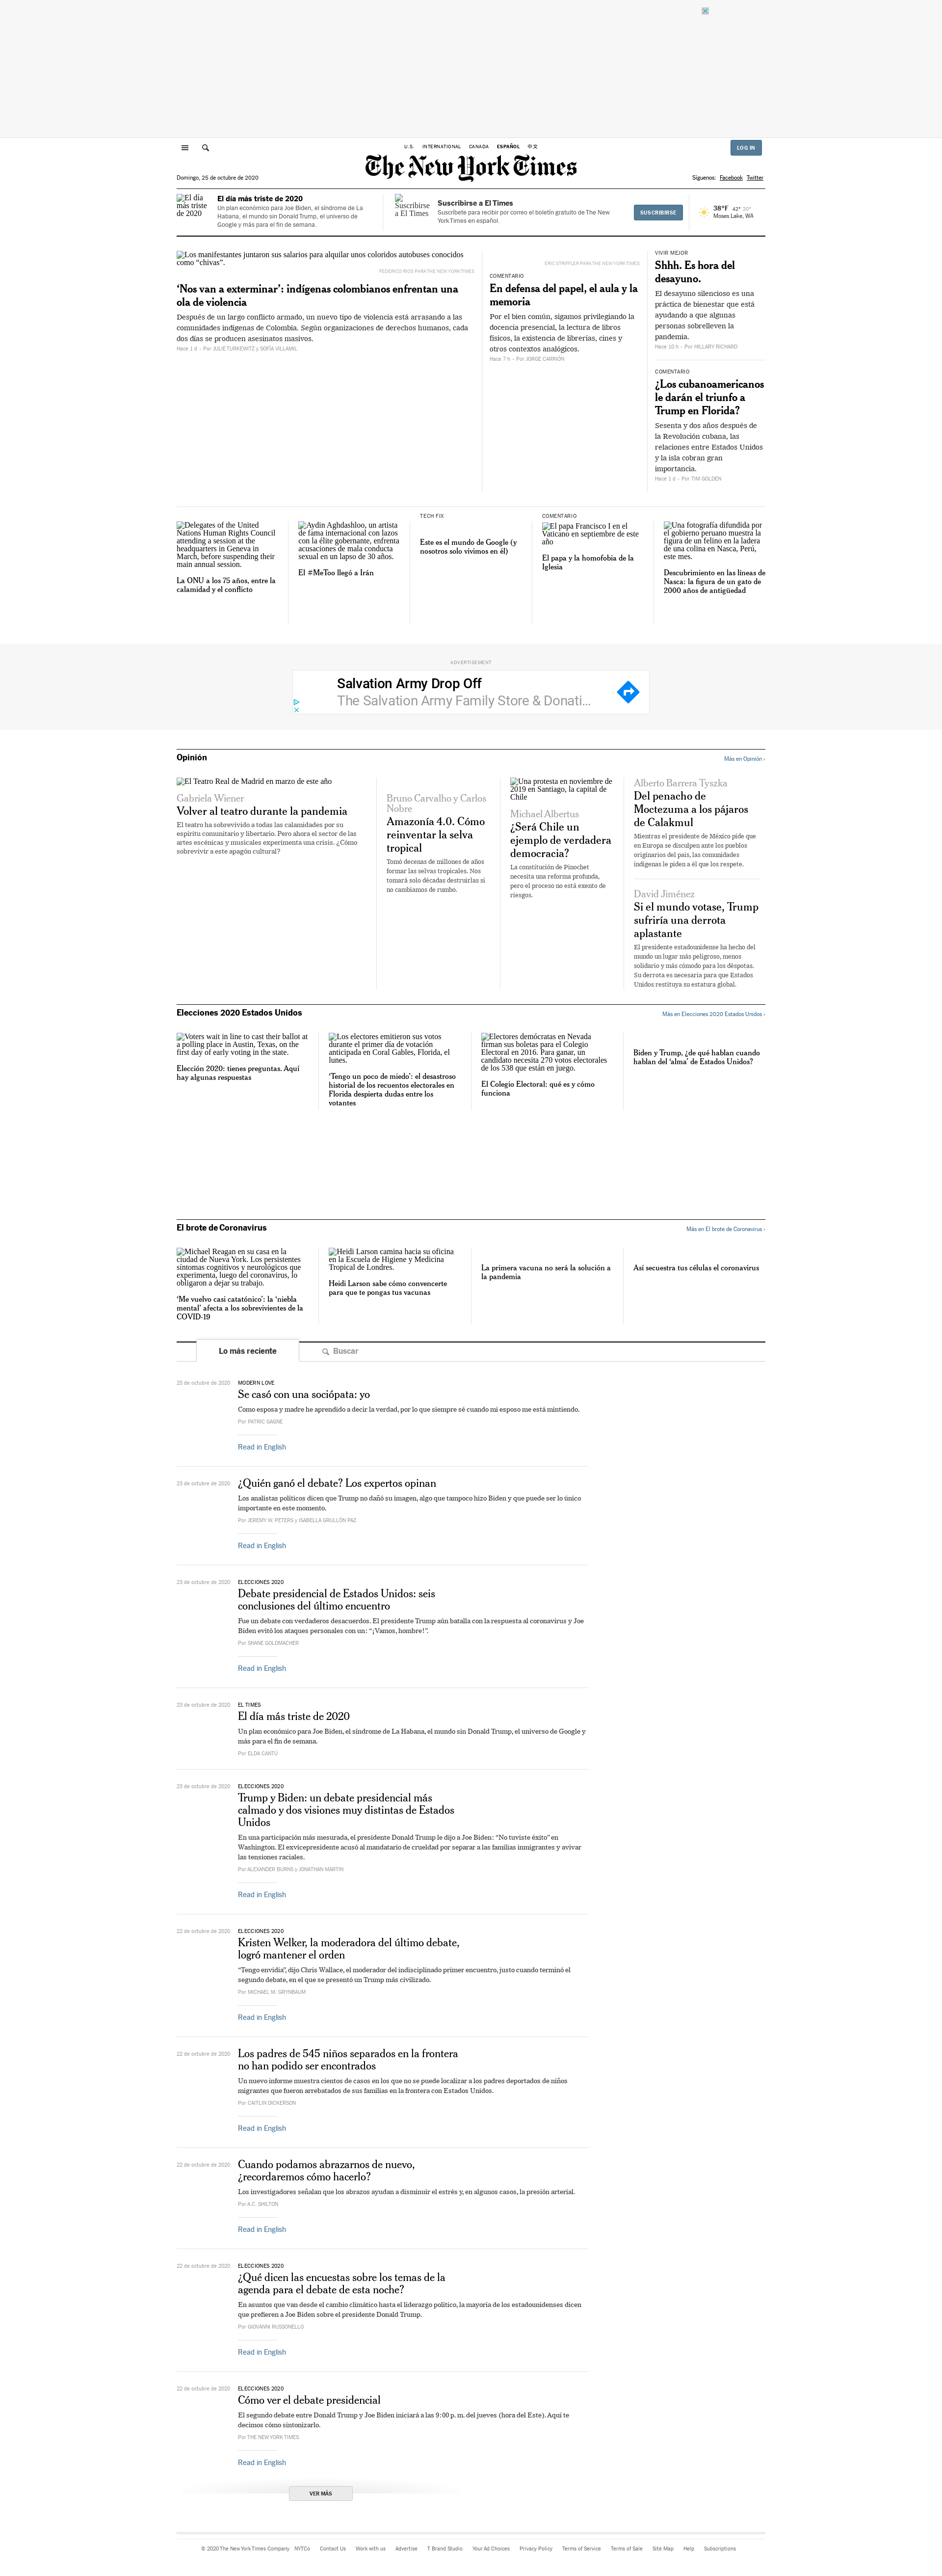 U.S.
INTERNATIONAL
CANADA
ESPAÑOL
中文
LOG IN
The New York Times
Domingo, 25 de octubre de 2020
Síguenos:
Facebook
Twitter
El día más triste de 2020
El día más triste de 2020
Un plan económico para Joe Biden, el síndrome de La Habana, el mundo sin Donald Trump, el universo de Google y más para el fin de semana.
Suscribirse a El Times
Suscribirse a El Times
Suscríbete para recibir por correo el boletín gratuito de The New York Times en español.
SUSCRIBIRSE
38°F 42° 20°
Moses Lake, WA
Los manifestantes juntaron sus salarios para alquilar unos coloridos autobuses conocidos como “chivas”.
FEDERICO RIOS PARA THE NEW YORK TIMES
‘Nos van a exterminar’: indígenas colombianos enfrentan una ola de violencia
Después de un largo conflicto armado, un nuevo tipo de violencia está arrasando a las comunidades indígenas de Colombia. Según organizaciones de derechos humanos, cada dos días se producen asesinatos masivos.
Hace 1 d – Por JULIE TURKEWITZ y SOFÍA VILLAMIL
ERIC STRIFFLER PARA THE NEW YORK TIMES
COMENTARIO
En defensa del papel, el aula y la memoria
Por el bien común, sigamos privilegiando la docencia presencial, la lectura de libros físicos, la existencia de librerías, cines y otros contextos analógicos.
Hace 7 h – Por JORGE CARRIÓN
VIVIR MEJOR
Shhh. Es hora del desayuno.
El desayuno silencioso es una práctica de bienestar que está ayudando a que algunas personas sobrelleven la pandemia.
Hace 10 h – Por HILLARY RICHARD
COMENTARIO
¿Los cubanoamericanos le darán el triunfo a Trump en Florida?
Sesenta y dos años después de la Revolución cubana, las relaciones entre Estados Unidos y la isla cobran gran importancia.
Hace 1 d – Por TIM GOLDEN
Delegates of the United Nations Human Rights Council attending a session at the headquarters in Geneva in March, before suspending their main annual session.
La ONU a los 75 años, entre la calamidad y el conflicto
Aydin Aghdashloo, un artista de fama internacional con lazos con la élite gobernante, enfrenta acusaciones de mala conducta sexual en un lapso de 30 años.
El #MeToo llegó a Irán
TECH FIX
Este es el mundo de Google (y nosotros solo vivimos en él)
COMENTARIO
El papa Francisco I en el Vaticano en septiembre de este año
El papa y la homofobia de la Iglesia
Una fotografía difundida por el gobierno peruano muestra la figura de un felino en la ladera de una colina en Nasca, Perú, este mes.
Descubrimiento en las líneas de Nasca: la figura de un gato de 2000 años de antigüedad
ADVERTISEMENT
Salvation Army Drop Off
The Salvation Army Family Store & Donati...
Opinión
Más en Opinión ›
El Teatro Real de Madrid en marzo de este año
Gabriela Wiener
Volver al teatro durante la pandemia
El teatro ha sobrevivido a todas las calamidades por su espíritu comunitario y libertario. Pero ahora el sector de las artes escénicas y musicales experimenta una crisis. ¿Cómo sobrevivir a este apagón cultural?
Bruno Carvalho y Carlos Nobre
Amazonía 4.0. Cómo reinventar la selva tropical
Tomó decenas de millones de años formar las selvas tropicales. Nos tomará solo décadas destruirlas si no cambiamos de rumbo.
Una protesta en noviembre de 2019 en Santiago, la capital de Chile
Michael Albertus
¿Será Chile un ejemplo de verdadera democracia?
La constitución de Pinochet necesita una reforma profunda, pero el proceso no está exento de riesgos.
Alberto Barrera Tyszka
Del penacho de Moctezuma a los pájaros de Calakmul
Mientras el presidente de México pide que en Europa se disculpen ante los pueblos originarios del país, las comunidades indígenas le piden a él que los respete.
David Jiménez
Si el mundo votase, Trump sufriría una derrota aplastante
El presidente estadounidense ha hecho del mundo un lugar más peligroso, menos solidario y más cómodo para los déspotas. Su derrota es necesaria para que Estados Unidos restituya su estatura global.
Elecciones 2020 Estados Unidos
Más en Elecciones 2020 Estados Unidos ›
Voters wait in line to cast their ballot at a polling place in Austin, Texas, on the first day of early voting in the state.
Elección 2020: tienes preguntas. Aquí hay algunas respuestas
Los electores emitieron sus votos durante el primer día de votación anticipada en Coral Gables, Florida, el lunes.
‘Tengo un poco de miedo’: el desastroso historial de los recuentos electorales en Florida despierta dudas entre los votantes
Electores demócratas en Nevada firman sus boletas para el Colegio Electoral en 2016. Para ganar, un candidato necesita 270 votos electorales de los 538 que están en juego.
El Colegio Electoral: qué es y cómo funciona
Biden y Trump, ¿de qué hablan cuando hablan del ‘alma’ de Estados Unidos?
El brote de Coronavirus
Más en El brote de Coronavirus ›
Michael Reagan en su casa en la ciudad de Nueva York. Los persistentes síntomas cognitivos y neurológicos que experimenta, luego del coronavirus, lo obligaron a dejar su trabajo.
‘Me vuelvo casi catatónico’: la ‘niebla mental’ afecta a los sobrevivientes de la COVID-19
Heidi Larson camina hacia su oficina en la Escuela de Higiene y Medicina Tropical de Londres.
Heidi Larson sabe cómo convencerte para que te pongas tus vacunas
La primera vacuna no será la solución a la pandemia
Así secuestra tus células el coronavirus
Lo más reciente
Buscar
25 de octubre de 2020
MODERN LOVE
Se casó con una sociópata: yo
Como esposa y madre he aprendido a decir la verdad, por lo que siempre sé cuando mi esposo me está mintiendo.
Por PATRIC GAGNE
Read in English
23 de octubre de 2020
¿Quién ganó el debate? Los expertos opinan
Los analistas políticos dicen que Trump no dañó su imagen, algo que tampoco hizo Biden y que puede ser lo único importante en este momento.
Por JEREMY W. PETERS y ISABELLA GRULLÓN PAZ
Read in English
23 de octubre de 2020
ELECCIONES 2020
Debate presidencial de Estados Unidos: seis conclusiones del último encuentro
Fue un debate con verdaderos desacuerdos. El presidente Trump aún batalla con la respuesta al coronavirus y Joe Biden evitó los ataques personales con un: “¡Vamos, hombre!”.
Por SHANE GOLDMACHER
Read in English
23 de octubre de 2020
EL TIMES
El día más triste de 2020
Un plan económico para Joe Biden, el síndrome de La Habana, el mundo sin Donald Trump, el universo de Google y más para el fin de semana.
Por ELDA CANTÚ
23 de octubre de 2020
ELECCIONES 2020
Trump y Biden: un debate presidencial más calmado y dos visiones muy distintas de Estados Unidos
En una participación más mesurada, el presidente Donald Trump le dijo a Joe Biden: “No tuviste éxito” en Washington. El exvicepresidente acusó al mandatario de crueldad por separar a las familias inmigrantes y avivar las tensiones raciales.
Por ALEXANDER BURNS y JONATHAN MARTIN
Read in English
22 de octubre de 2020
ELECCIONES 2020
Kristen Welker, la moderadora del último debate, logró mantener el orden
“Tengo envidia”, dijo Chris Wallace, el moderador del indisciplinado primer encuentro, justo cuando terminó el segundo debate, en el que se presentó un Trump más civilizado.
Por MICHAEL M. GRYNBAUM
Read in English
22 de octubre de 2020
Los padres de 545 niños separados en la frontera no han podido ser encontrados
Un nuevo informe muestra cientos de casos en los que no se puede localizar a los padres deportados de niños migrantes que fueron arrebatados de sus familias en la frontera con Estados Unidos.
Por CAITLIN DICKERSON
Read in English
22 de octubre de 2020
Cuando podamos abrazarnos de nuevo, ¿recordaremos cómo hacerlo?
Los investigadores señalan que los abrazos ayudan a disminuir el estrés y, en algunos casos, la presión arterial.
Por A.C. SHILTON
Read in English
22 de octubre de 2020
ELECCIONES 2020
¿Qué dicen las encuestas sobre los temas de la agenda para el debate de esta noche?
En asuntos que van desde el cambio climático hasta el liderazgo político, la mayoría de los estadounidenses dicen que prefieren a Joe Biden sobre el presidente Donald Trump.
Por GIOVANNI RUSSONELLO
Read in English
22 de octubre de 2020
ELECCIONES 2020
Cómo ver el debate presidencial
El segundo debate entre Donald Trump y Joe Biden iniciará a las 9:00 p. m. del jueves (hora del Este). Aquí te decimos cómo sintonizarlo.
Por THE NEW YORK TIMES
Read in English
VER MÁS
© 2020 The New York Times Company
NYTCo
Contact Us
Work with us
Advertise
T Brand Studio
Your Ad Choices
Privacy Policy
Terms of Service
Terms of Sale
Site Map
Help
Subscriptions